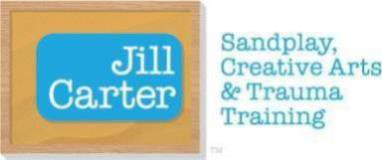 Jill
Carter
Sandplay,
Creative Arts
& Trauma
Training
TM